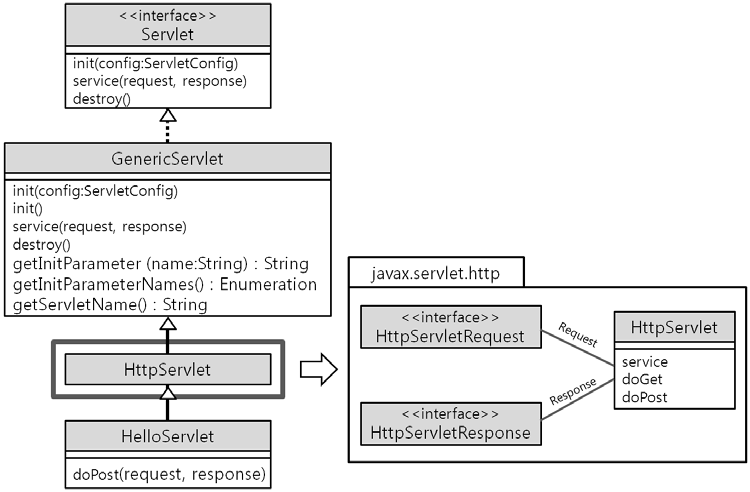 <<interface>>
Servlet
init(config:ServletConfig)
service(request, response)
destroy()
GenericServlet
init(config:ServletConfig)
init()
service(request, response)
destroy()
getInitParameter (name:String) : String
getInitParameterNames() : Enumeration
getServletName() : String
HttpServlet
HelloServlet
doPost(request, response)
javax.servlet.http
<<interface>>
HttpServletRequest
Request
HttpServlet
service
doGet
doPost
Response
<<interface>>
HttpServletResponse